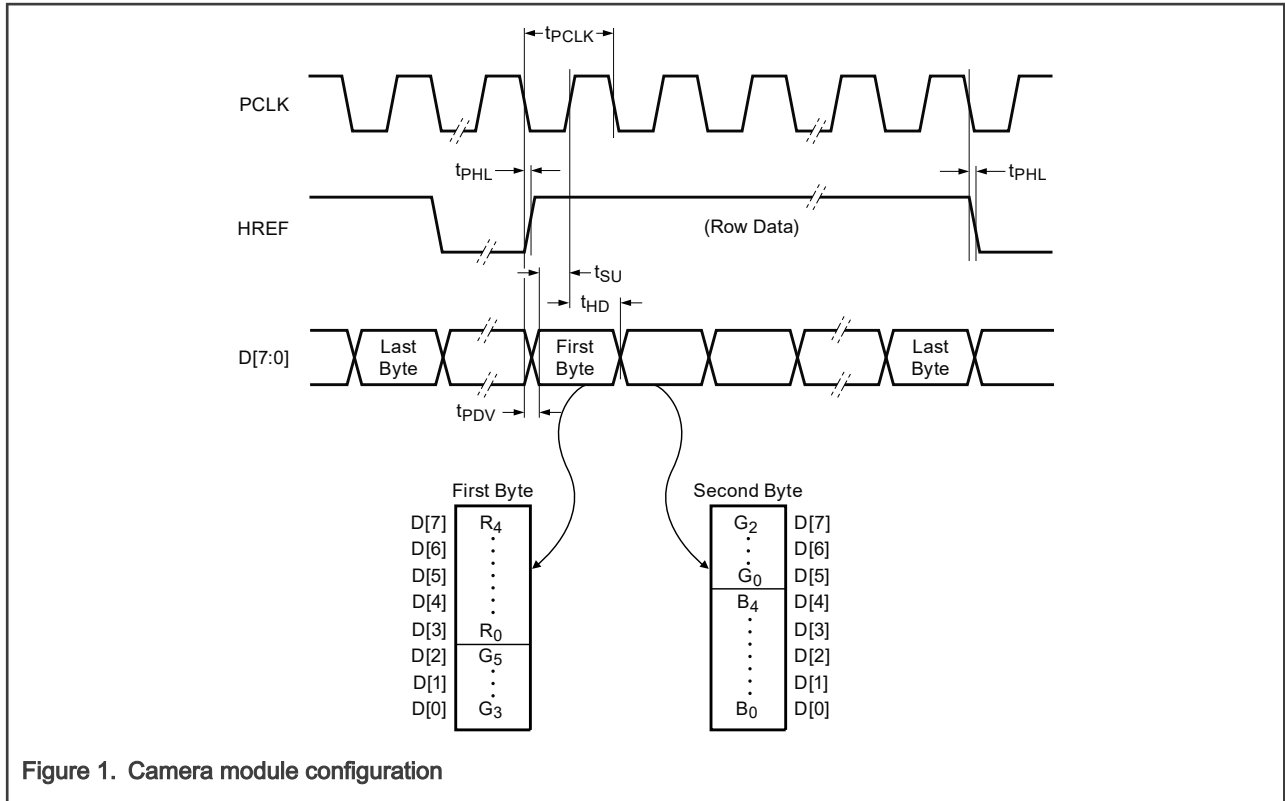 tPCLK
PCLK
tPHL
tPHL
HREF
(Row Data)
tSU
tHD
D[7:0]
Last
Byte
First
Byte
Last
Byte
tPDV
First Byte
Second Byte
D[7] R4
G2 D[7]
D[6]
D[6]
D[5]
G0 D[5]
D[4]
B4 D[4]
D[3] R0
D[3]
D[2] G5
D[2]
D[1]
D[1]
D[0] G3
B0 D[0]
Figure 1. Camera module configuration